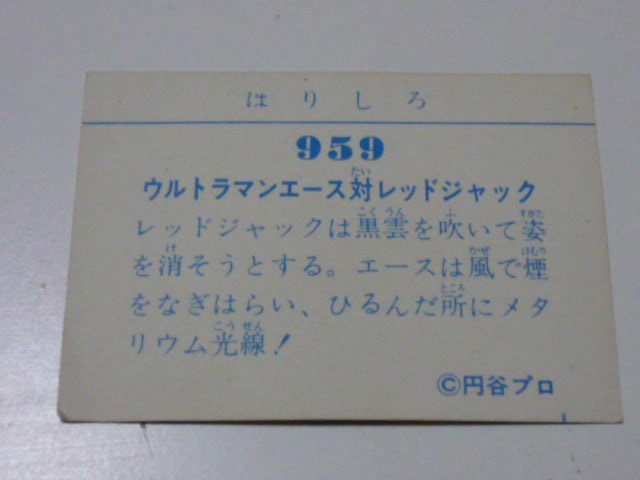 はりしろ
959
ウルトラマンエース対レッドジャック
レッドジャックは黒雲を吹いて姿
を消そうとする。エースは風で煙
をなぎはらい、ひるんだ所にメタ
リウム光線！
©円谷プロ